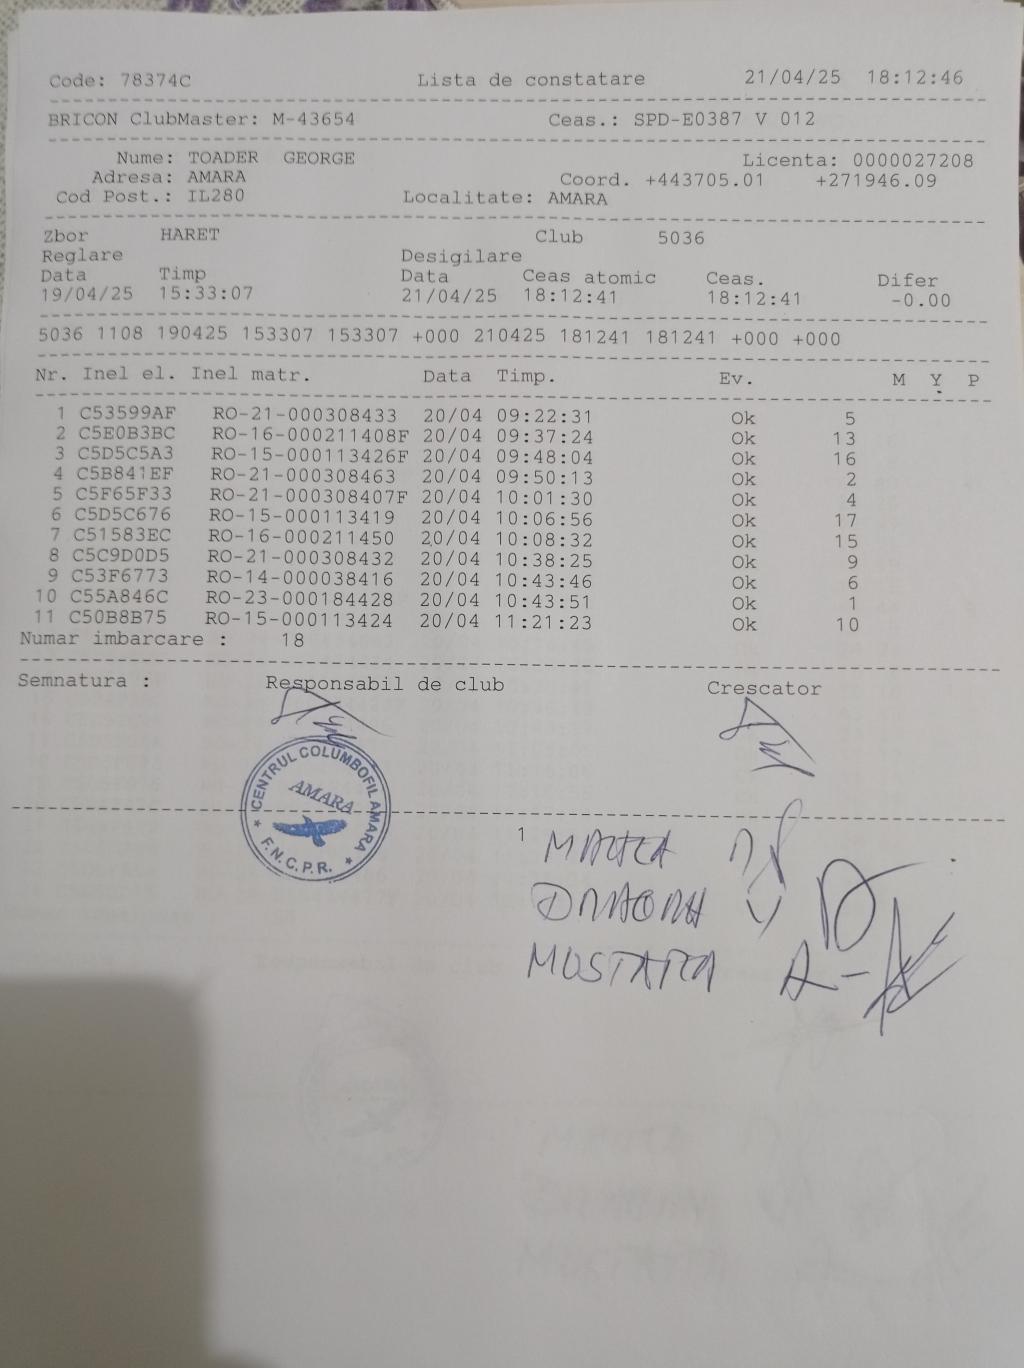 Code: 78374C Lista de constatare 21/04/25 18:12:46
BRICON ClubMaster: M-43654 Ceas.: SPD-E0387 V 012
Nume: TOADER GEORGE Licenta: 0000027208
Adresa: AMARA Coord. +443705.01 +271946.09
Cod Post.: IL280 Localitate: AMARA
Zbor HARET Club 5036
Reglare Desigilare
Data Timp Data Ceas atomic Ceas. Difer
19/04/25 15:33:07 21/04/25 18:12:41 18:12:41 -0.00
5036 1108 190425 153307 153307 +000 210425 181241 181241 +000 +000
Nr. Inel el. Inel matr. Data Timp. Ev. M Y P
1 C53599AF RO-21-000308433 20/04 09:22:31 Ok 5
2 C5E0B3BC RO-16-000211408F 20/04 09:37:24 Ok 13
3 C5D5C5A3 RO-15-000113426F 20/04 09:48:04 Ok 16
4 C5B841EF RO-21-000308463 20/04 09:50:13 Ok 2
5 C5F65F33 RO-21-000308407F 20/04 10:01:30 Ok 4
6 C5D5C676 RO-15-000113419 20/04 10:06:56 Ok 17
7 C51583EC RO-16-000211450 20/04 10:08:32 Ok 15
8 C5C9D0D5 RO-21-000308432 20/04 10:38:25 Ok 9
9 C53F6773 RO-14-000038416 20/04 10:43:46 Ok 6
10 C55A846C RO-23-000184428 20/04 10:43:51 Ok 1
11 C50B8B75 RO-15-000113424 20/04 11:21:23 Ok 10
Numar imbarcare : 18
Semnatura : Responsabil de club Crescator
CENTRUL COLUMBOFIL AMARA
AMARA
F.N.C.P.R.
1